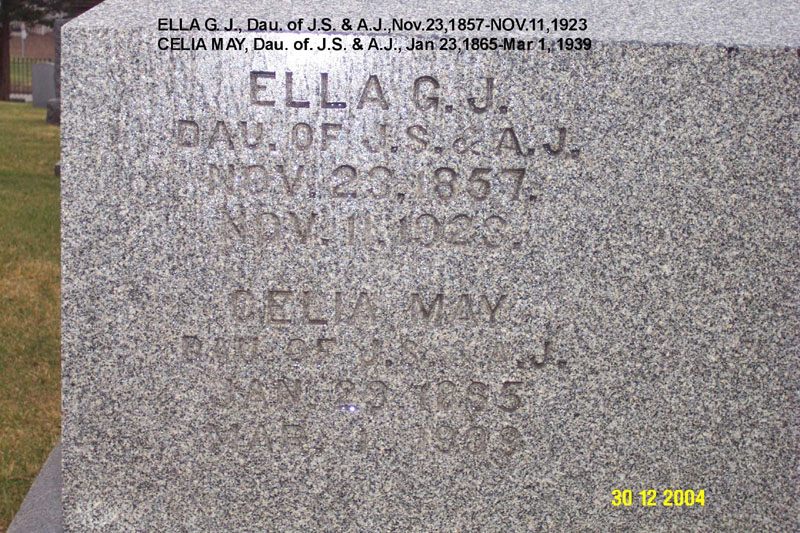 ELLA G. J., Dau. of J.S. & A.J.,Nov.23,1857-NOV.11,1923
CELIA MAY, Dau. of. J.S. & A.J., Jan 23,1865-Mar 1, 1939
ELLA G. J.
DAU. OF J.S. & A.J.
NOV. 23, 1857.
NOV. 11, 1923.
CELIA MAY
DAU. OF J.S. & A.J.
JAN. 23, 1865
MAR. 1, 1939
30 12 2004